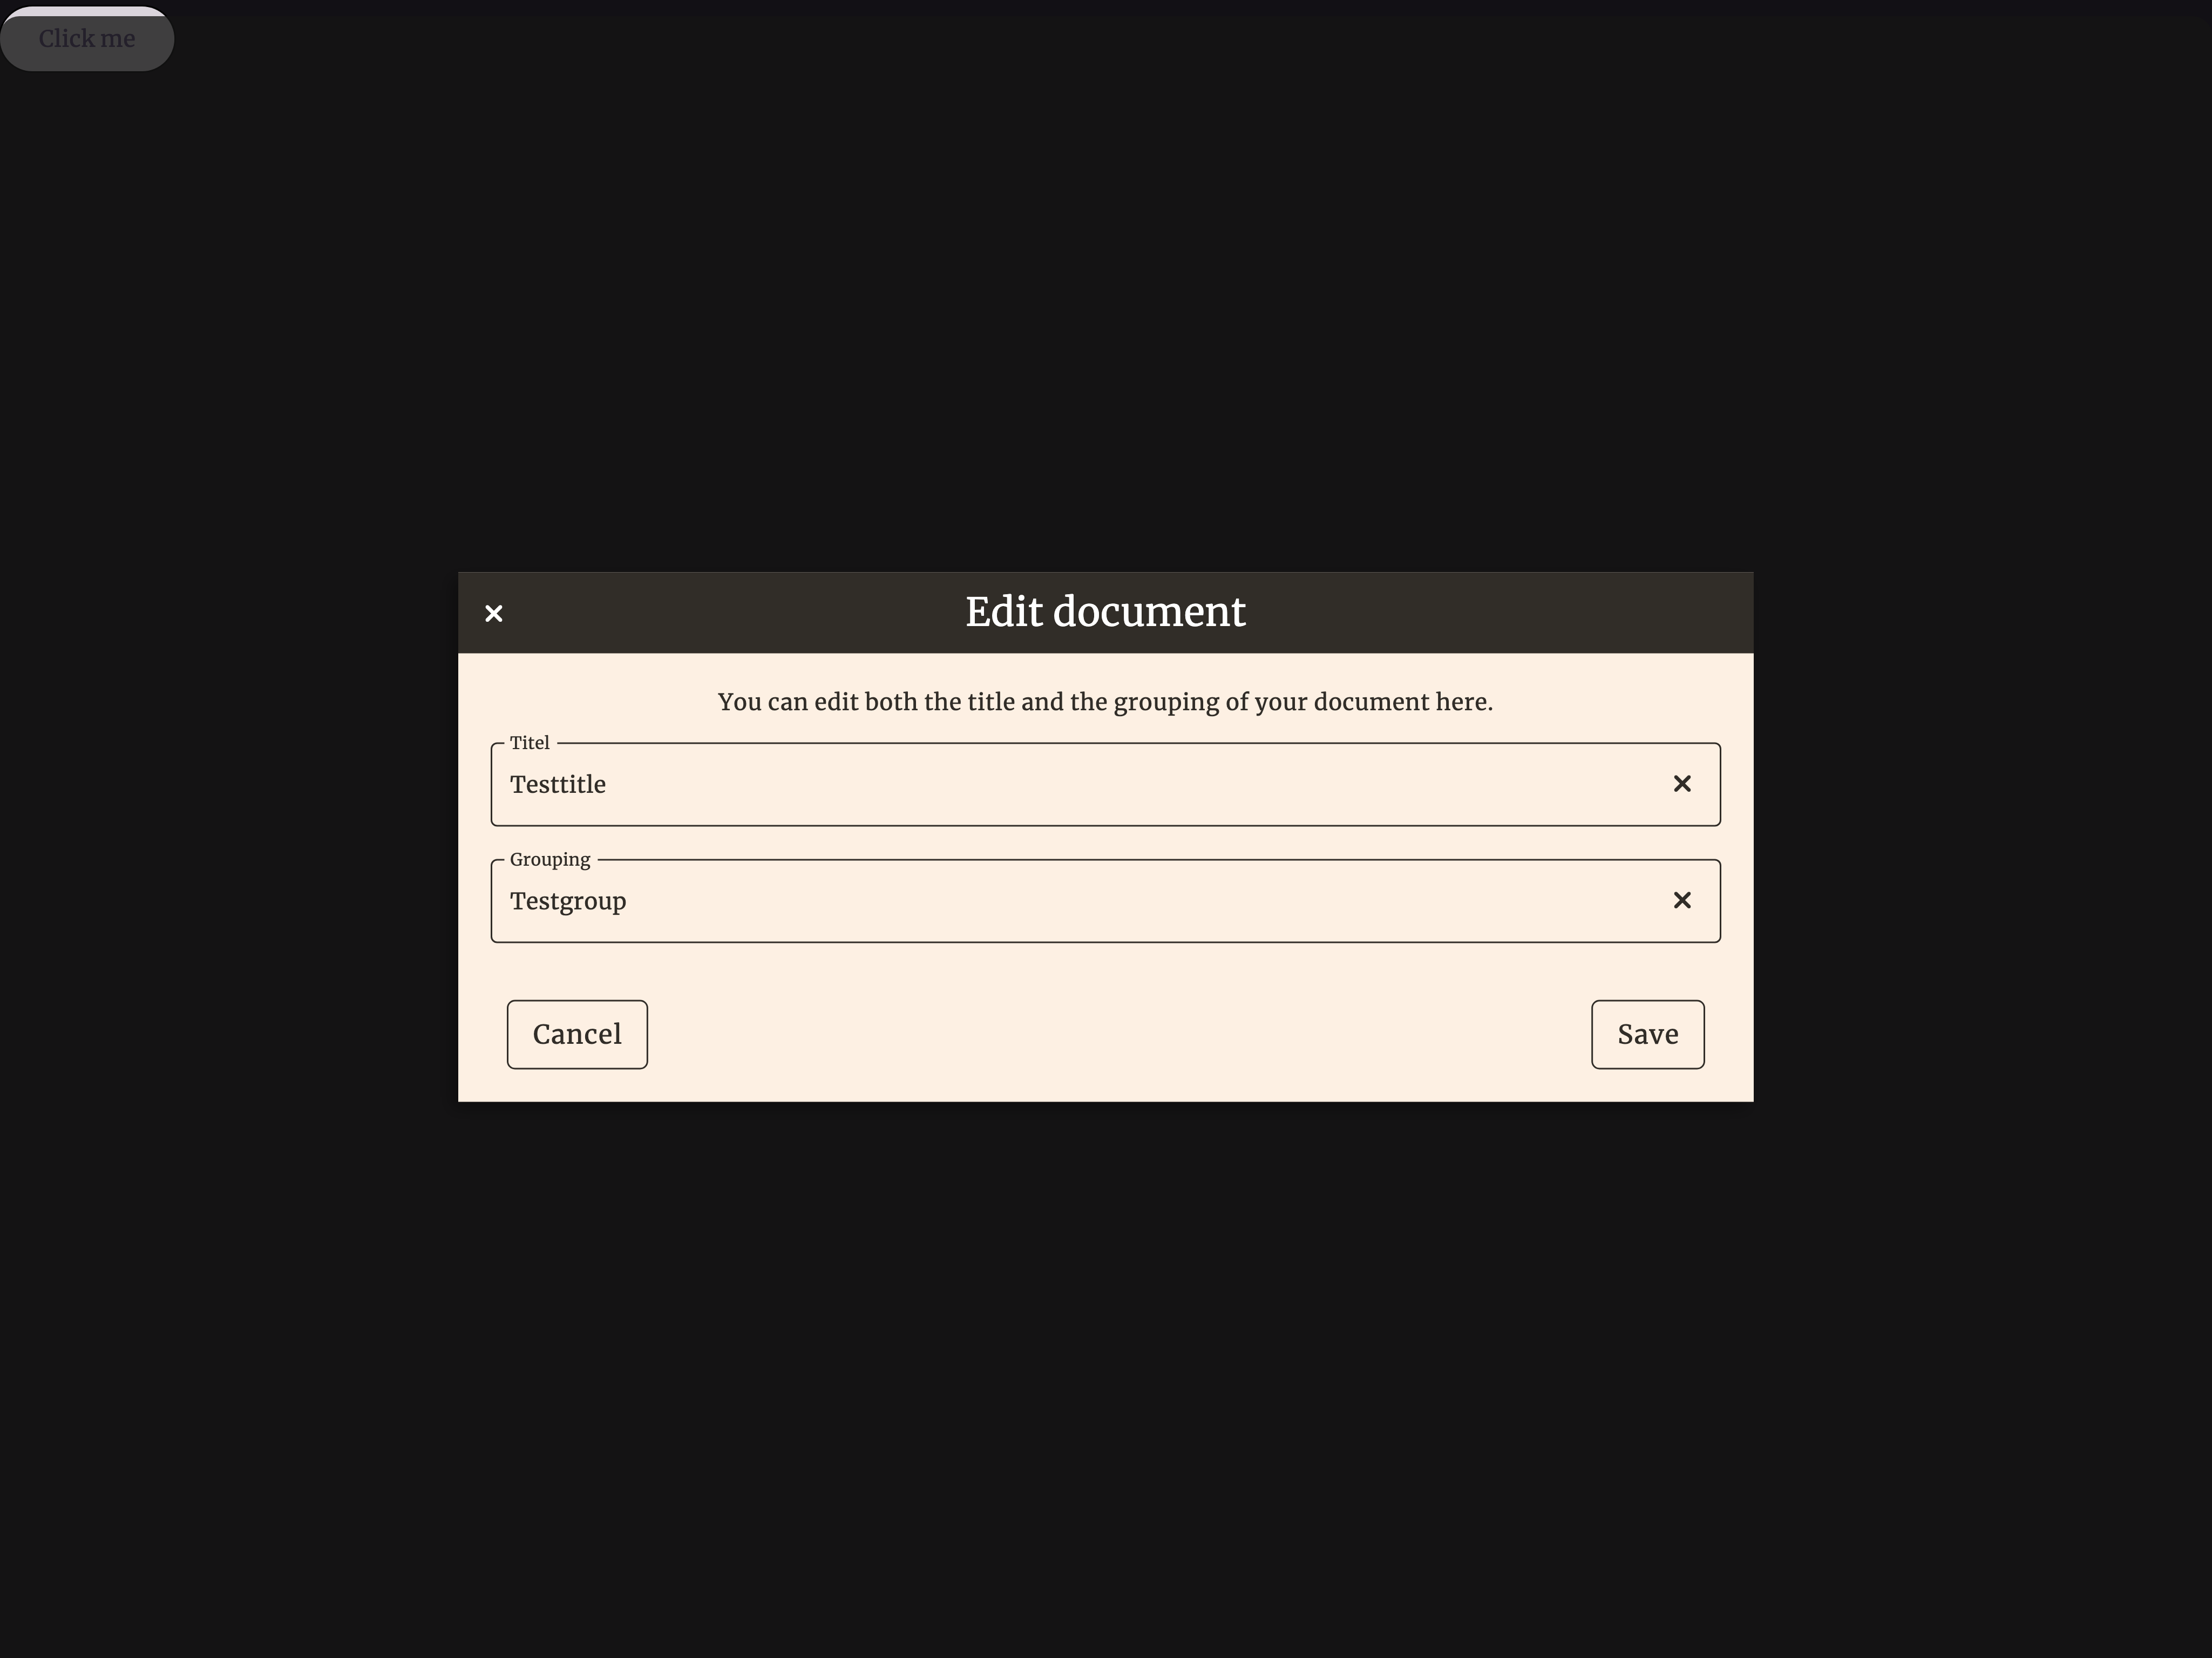 Click me
Edit document
You can edit both the title and the grouping of your document here.
Titel
Testtitle
Grouping
Testgroup
Cancel
Save